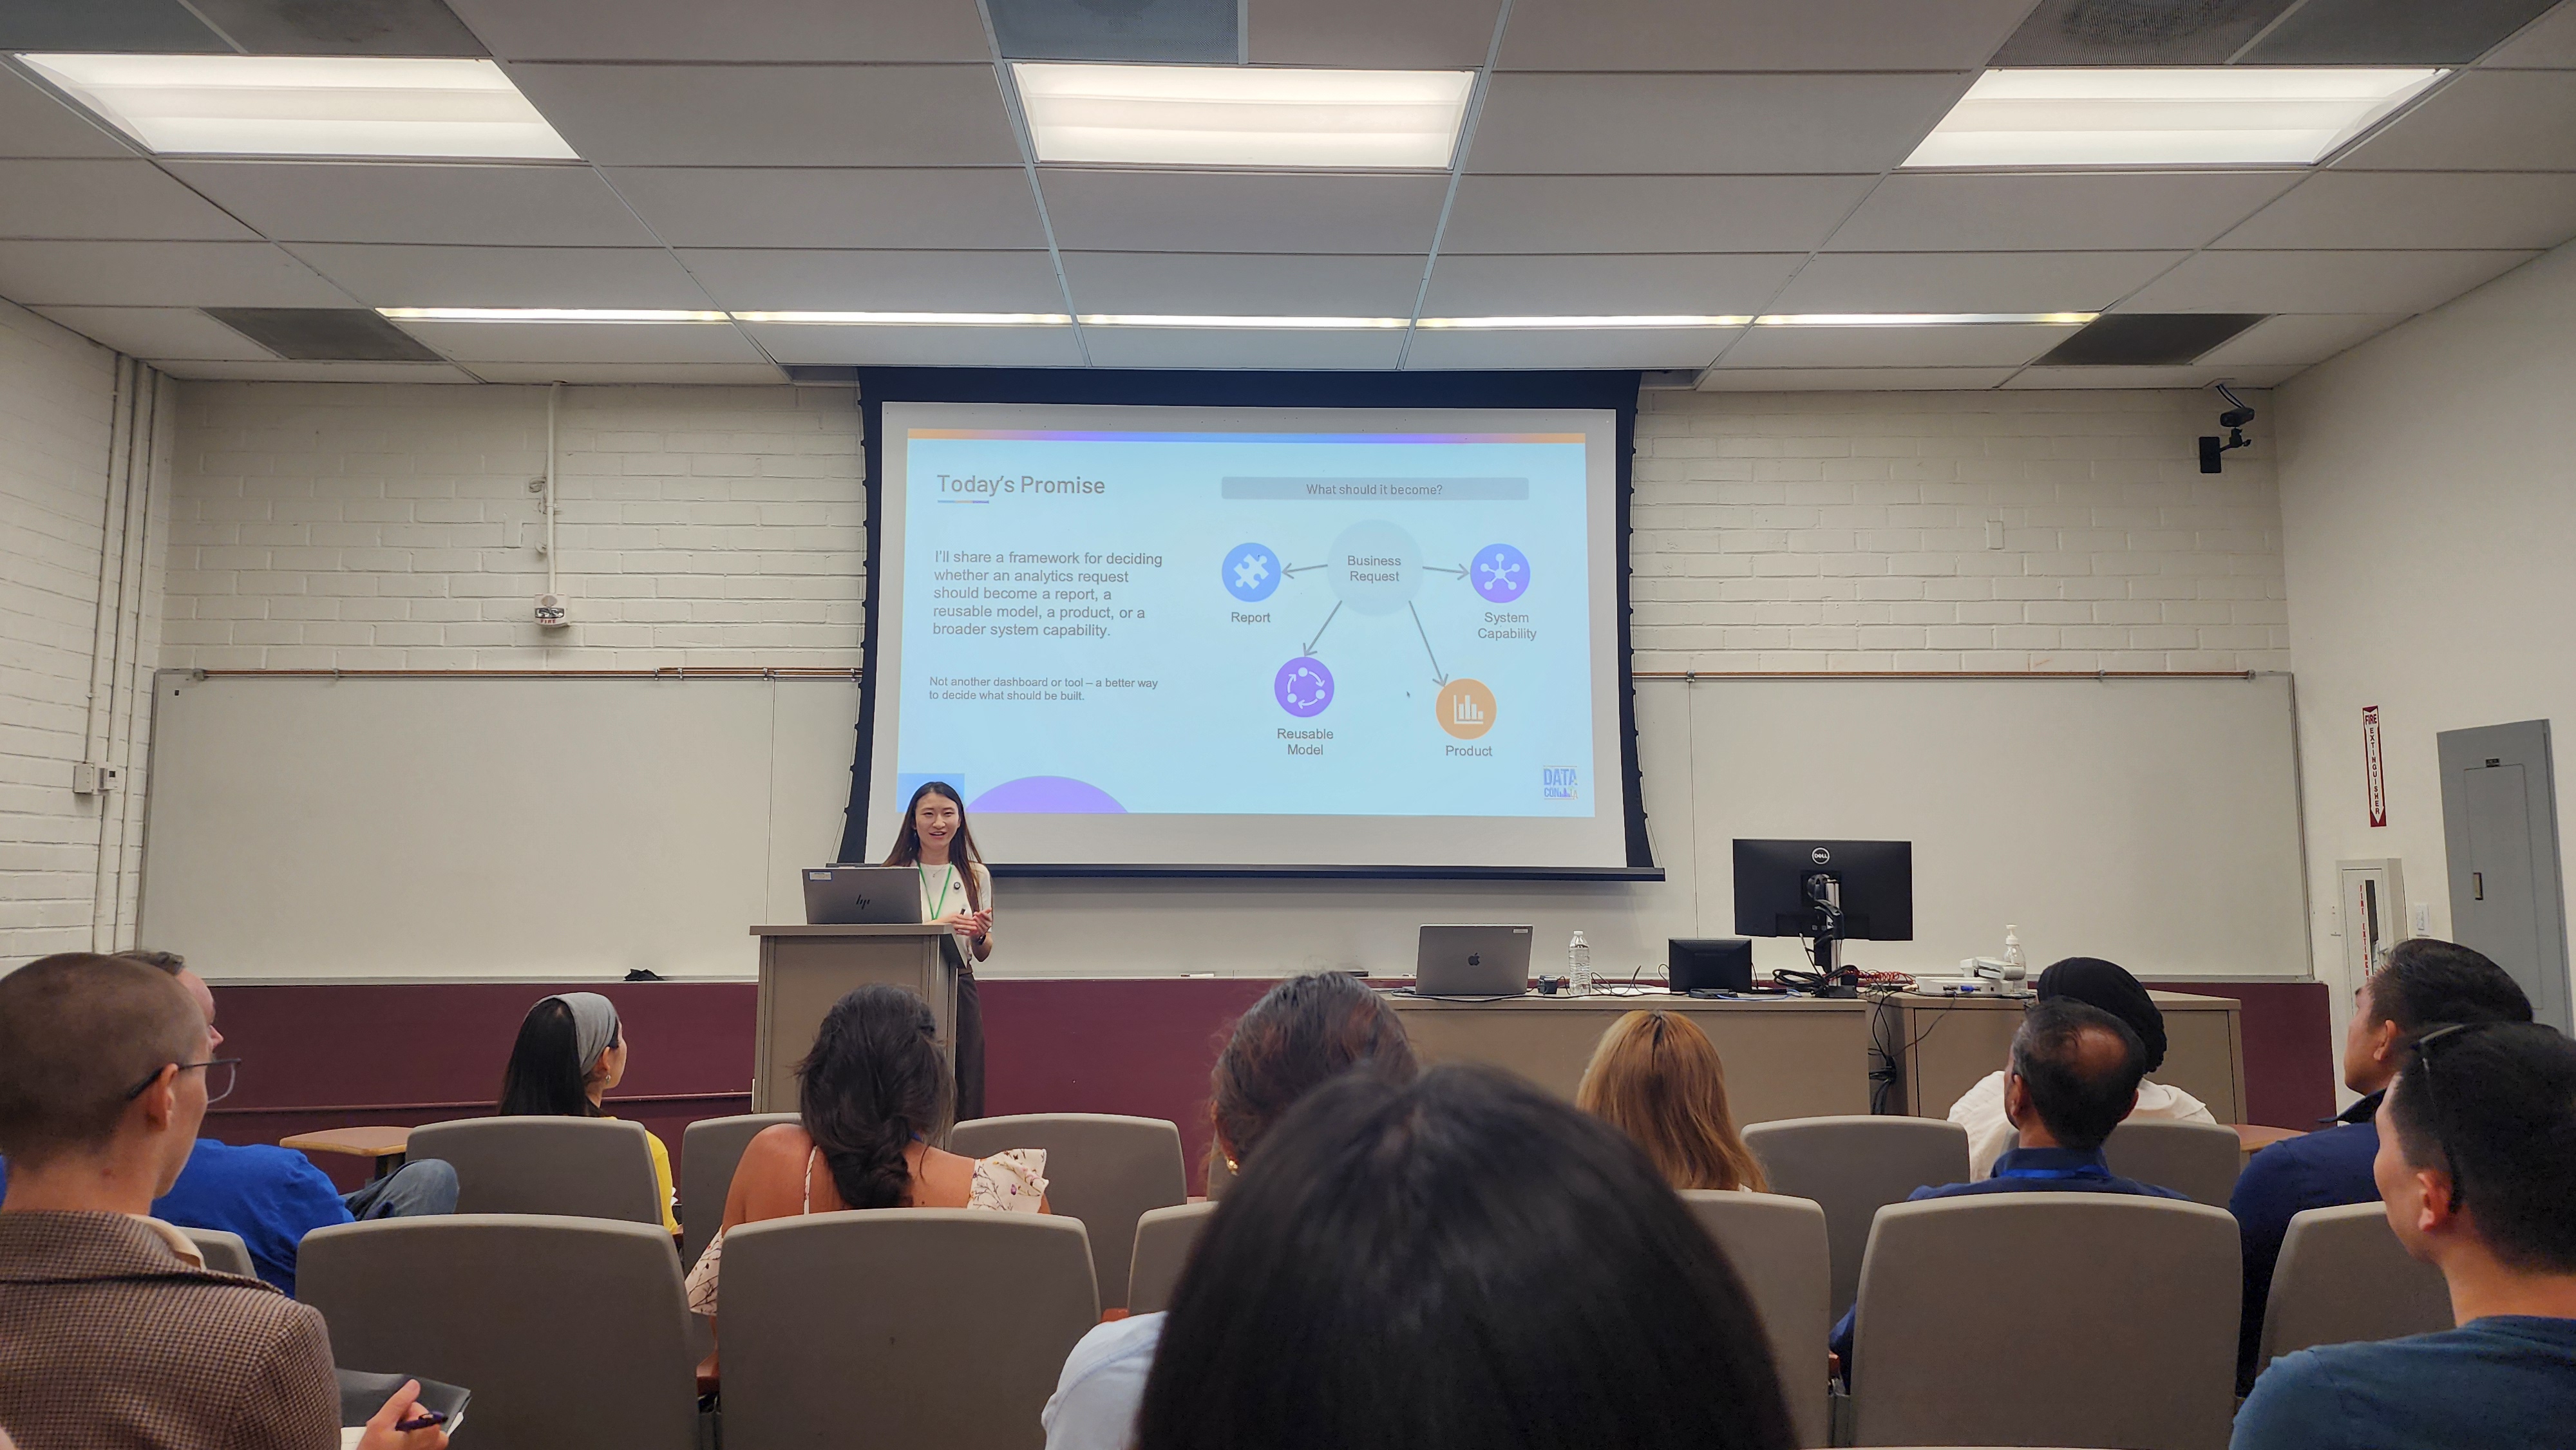 Today's Promise
I'll share a framework for deciding
whether an analytics request
should become a report, a
reusable model, a product, or a
broader system capability.
Not another dashboard or tool – a better way
to decide what should be built.
What should it become?
Business
Request
Report
System
Capability
Reusable
Model
Product
DATA
CON
hp
DELL
FIRE
FIRE EXTINGUISHER